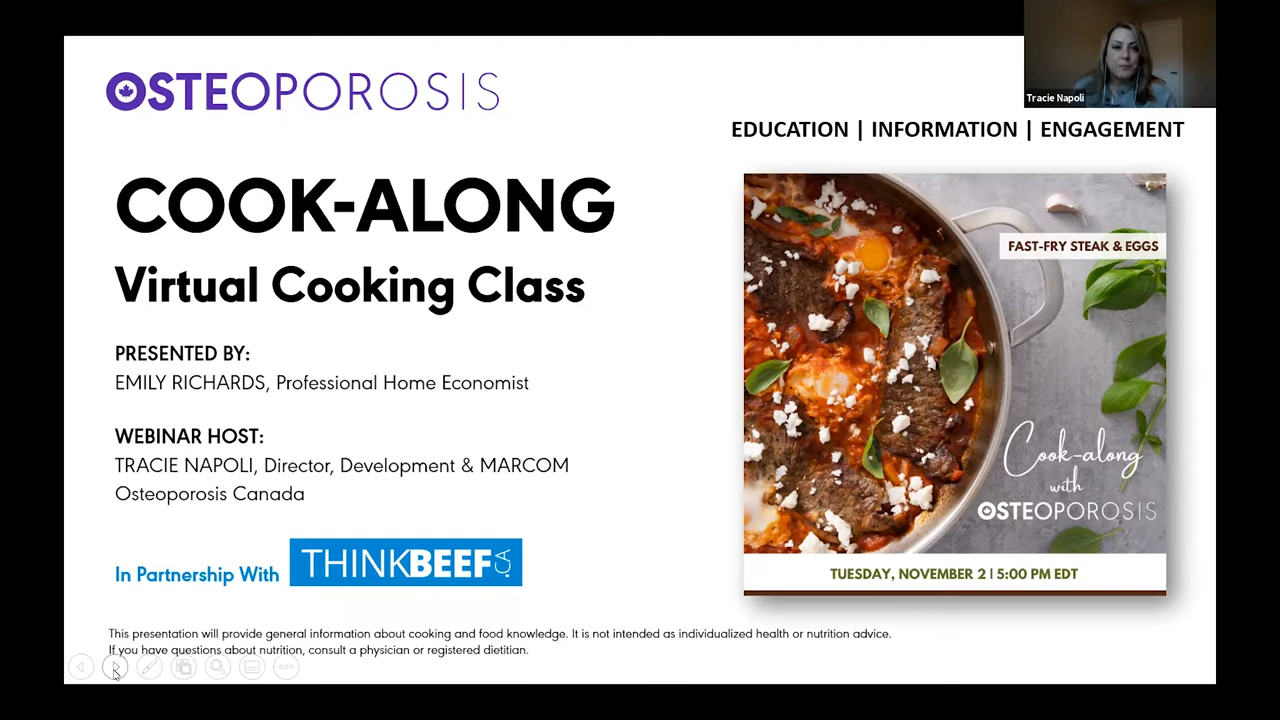 OSTEOPOROSIS
Tracie Napoli
EDUCATION | INFORMATION | ENGAGEMENT
COOK-ALONG
Virtual Cooking Class
PRESENTED BY:
EMILY RICHARDS, Professional Home Economist
WEBINAR HOST:
TRACIE NAPOLI, Director, Development & MARCOM
Osteoporosis Canada
In Partnership With THINKBEEF.CA
FAST-FRY STEAK & EGGS
Cook-along
with
OSTEOPOROSIS
TUESDAY, NOVEMBER 2 | 5:00 PM EDT
This presentation will provide general information about cooking and food knowledge. It is not intended as individualized health or nutrition advice.
If you have questions about nutrition, consult a physician or registered dietitian.